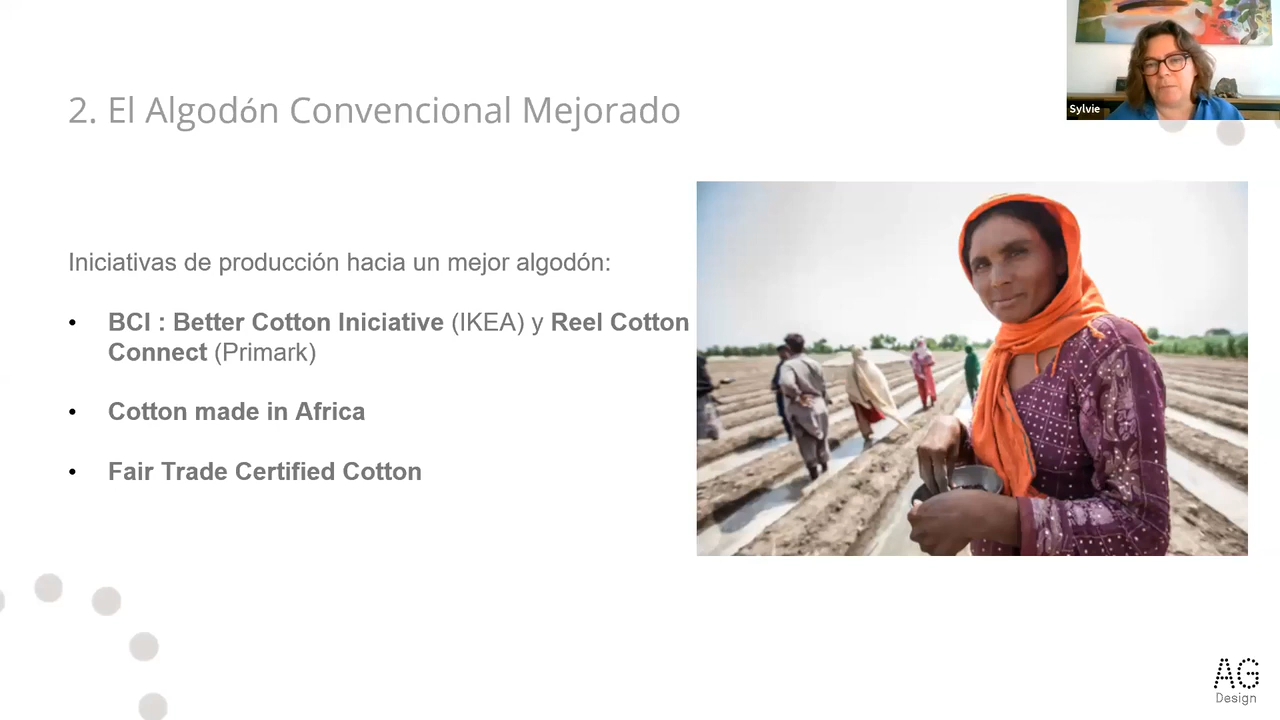 2. El Algodón Convencional Mejorado
Sylvie
Iniciativas de producción hacia un mejor algodón:
• BCI : Better Cotton Iniciative (IKEA) y Reel Cotton
Connect (Primark)
• Cotton made in Africa
• Fair Trade Certified Cotton
AG
Design